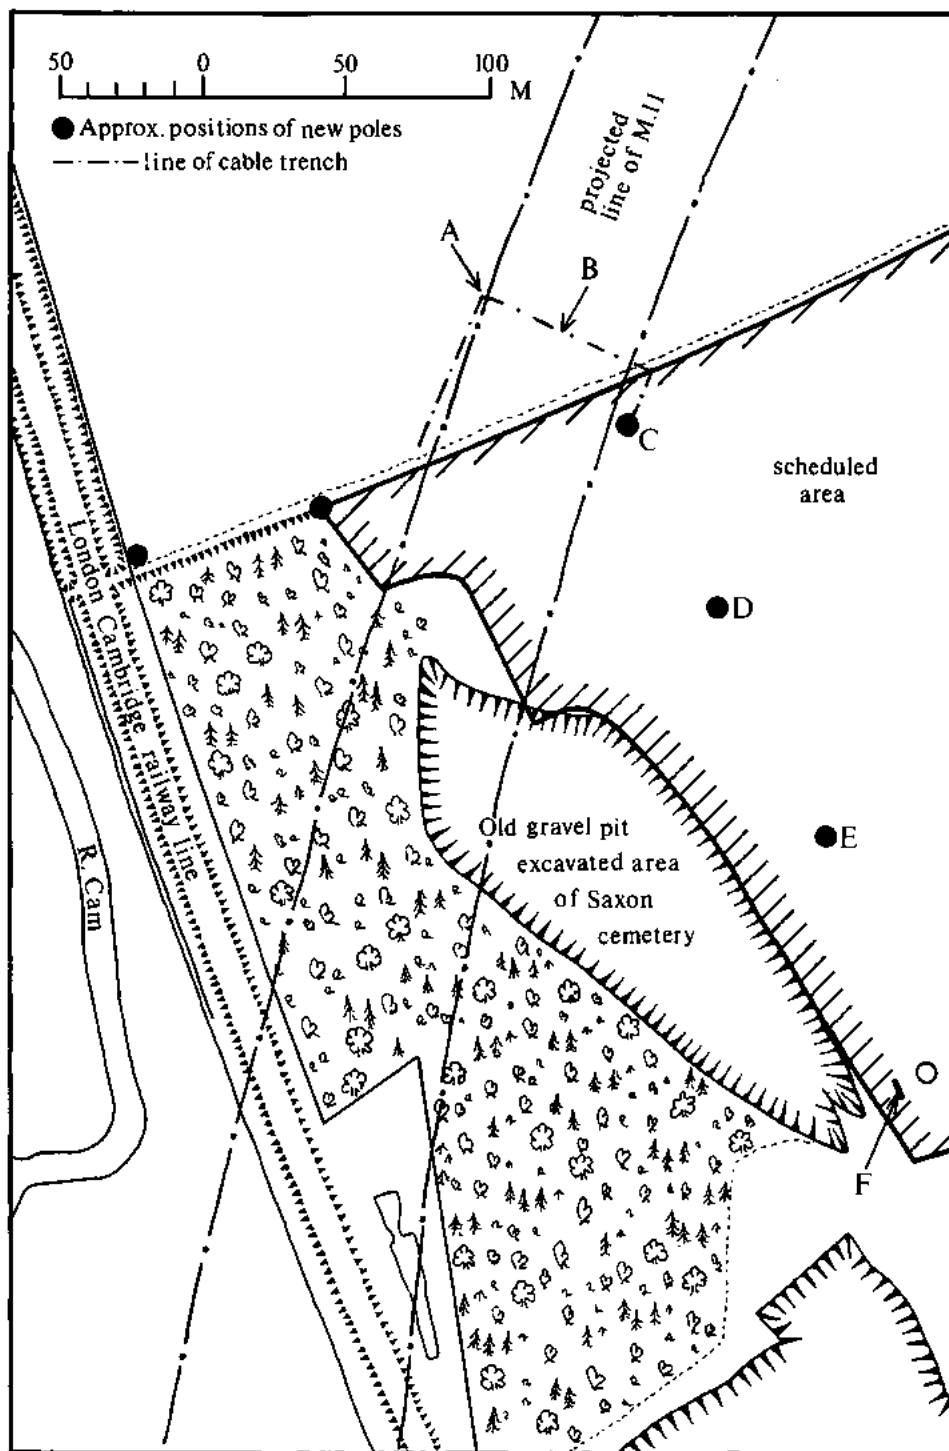 50 0 50 100
M
Approx. positions of new poles
line of cable trench
projected
line of M.11
A
B
C
scheduled
area
D
London Cambridge railway line
R. Cam
E
Old gravel pit
excavated area
of Saxon
cemetery
F